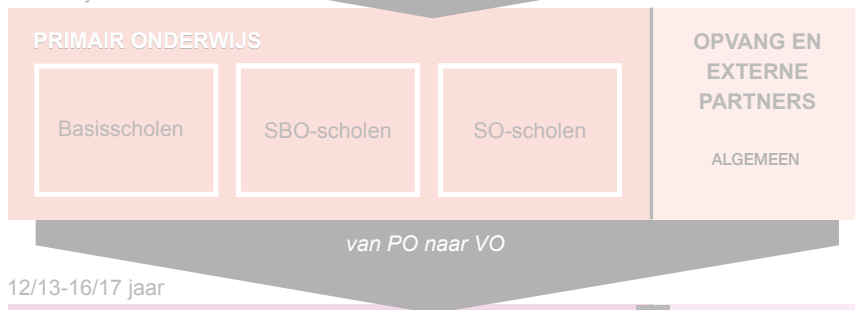 PRIMAIR ONDERWIJS
Basisscholen
SBO-scholen
SO-scholen
OPVANG EN
EXTERNE
PARTNERS
ALGEMEEN
van PO naar VO
12/13-16/17 jaar